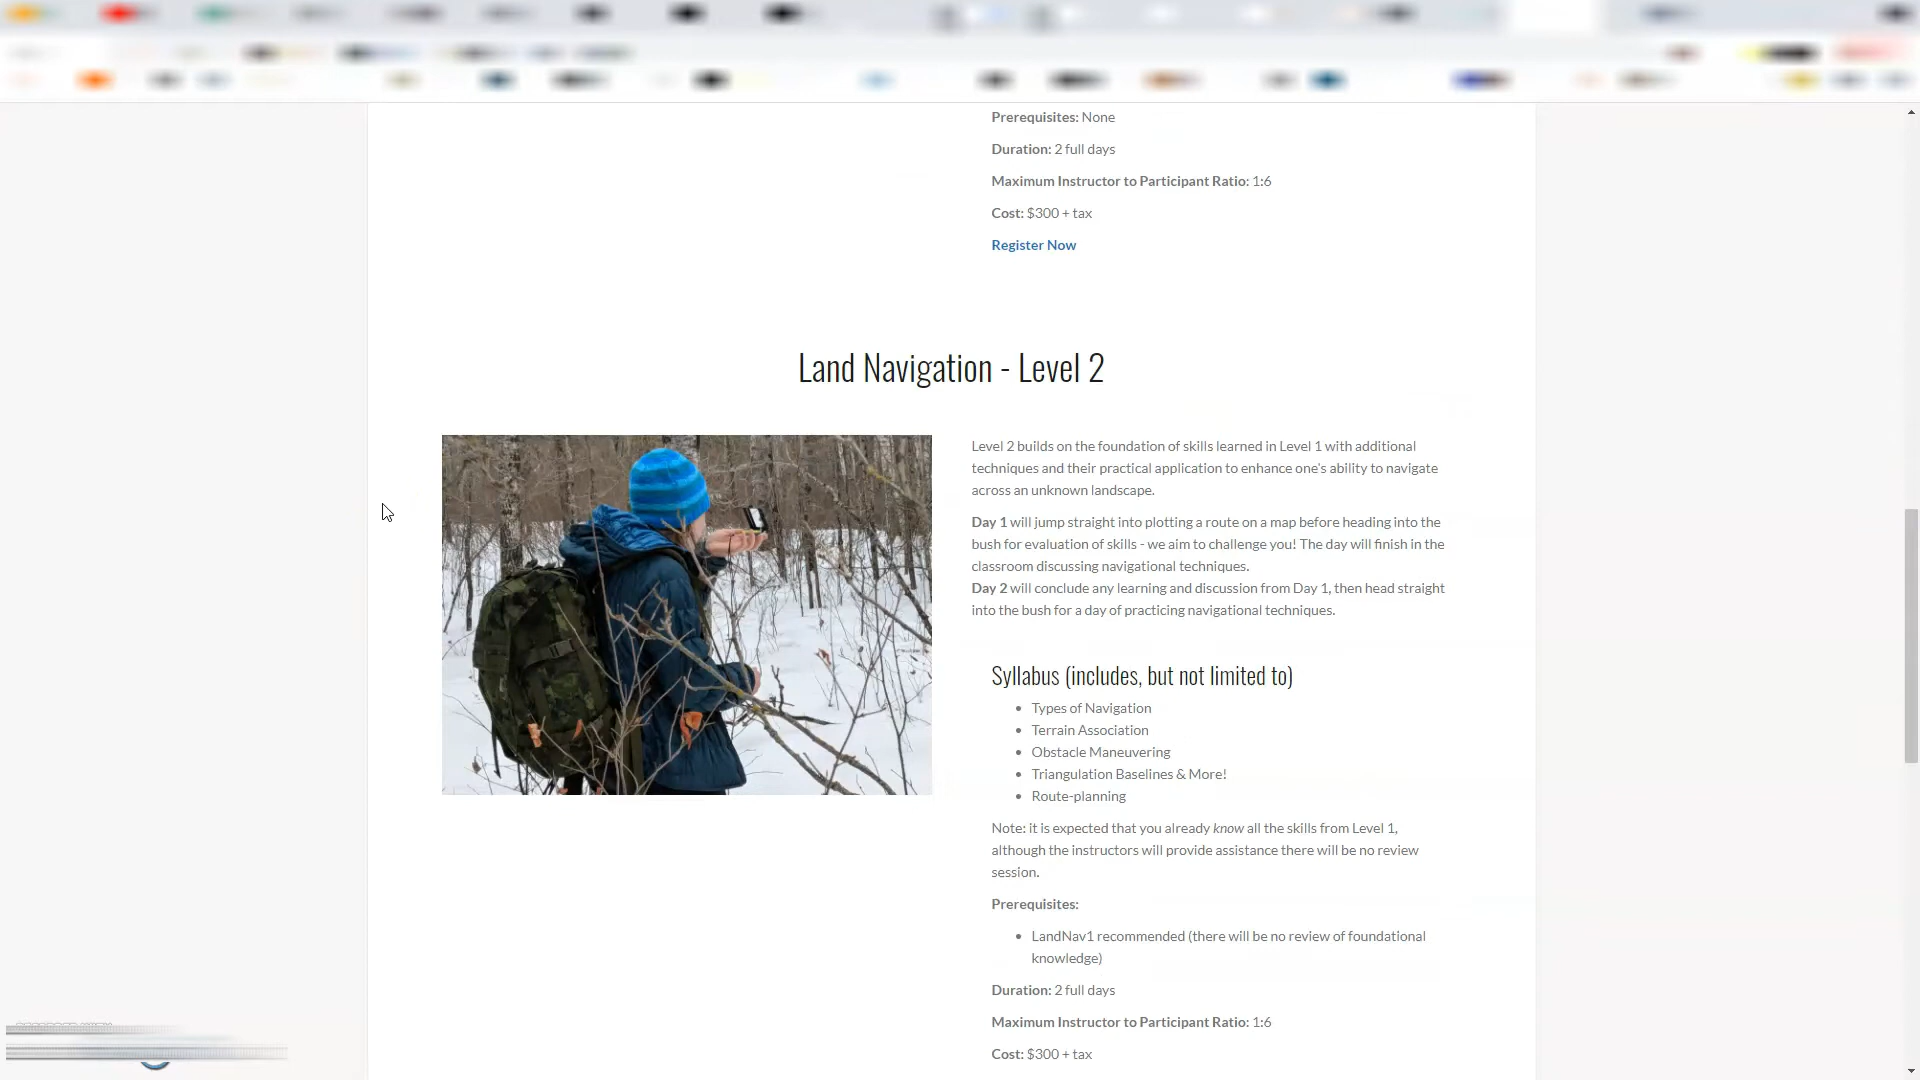 Prerequisites: None
Duration: 2 full days
Maximum Instructor to Participant Ratio: 1:6
Cost: $300 + tax
Register Now
Land Navigation - Level 2
Level 2 builds on the foundation of skills learned in Level 1 with additional
techniques and their practical application to enhance one's ability to navigate
across an unknown landscape.
Day 1 will jump straight into plotting a route on a map before heading into the
bush for evaluation of skills - we aim to challenge you! The day will finish in the
classroom discussing navigational techniques.
Day 2 will conclude any learning and discussion from Day 1, then head straight
into the bush for a day of practicing navigational techniques.
Syllabus (includes, but not limited to)
• Types of Navigation
• Terrain Association
• Obstacle Maneuvering
• Triangulation Baselines & More!
• Route-planning
Note: it is expected that you already know all the skills from Level 1,
although the instructors will provide assistance there will be no review
session.
Prerequisites:
• LandNav1 recommended (there will be no review of foundational
knowledge)
Duration: 2 full days
Maximum Instructor to Participant Ratio: 1:6
Cost: $300 + tax